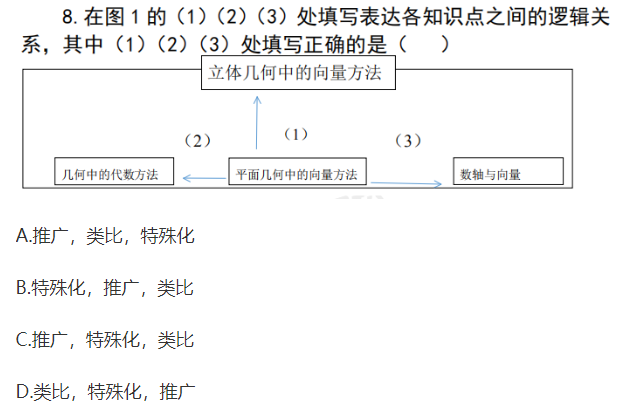 8.在图1的（1）（2）（3）处填写表达各知识点之间的逻辑关
系，其中（1）（2）（3）处填写正确的是（　）
立体几何中的向量方法
（2）（1）（3）
几何中的代数方法 平面几何中的向量方法 数轴与向量
A.推广，类比，特殊化
B.特殊化，推广，类比
C.推广，特殊化，类比
D.类比，特殊化，推广